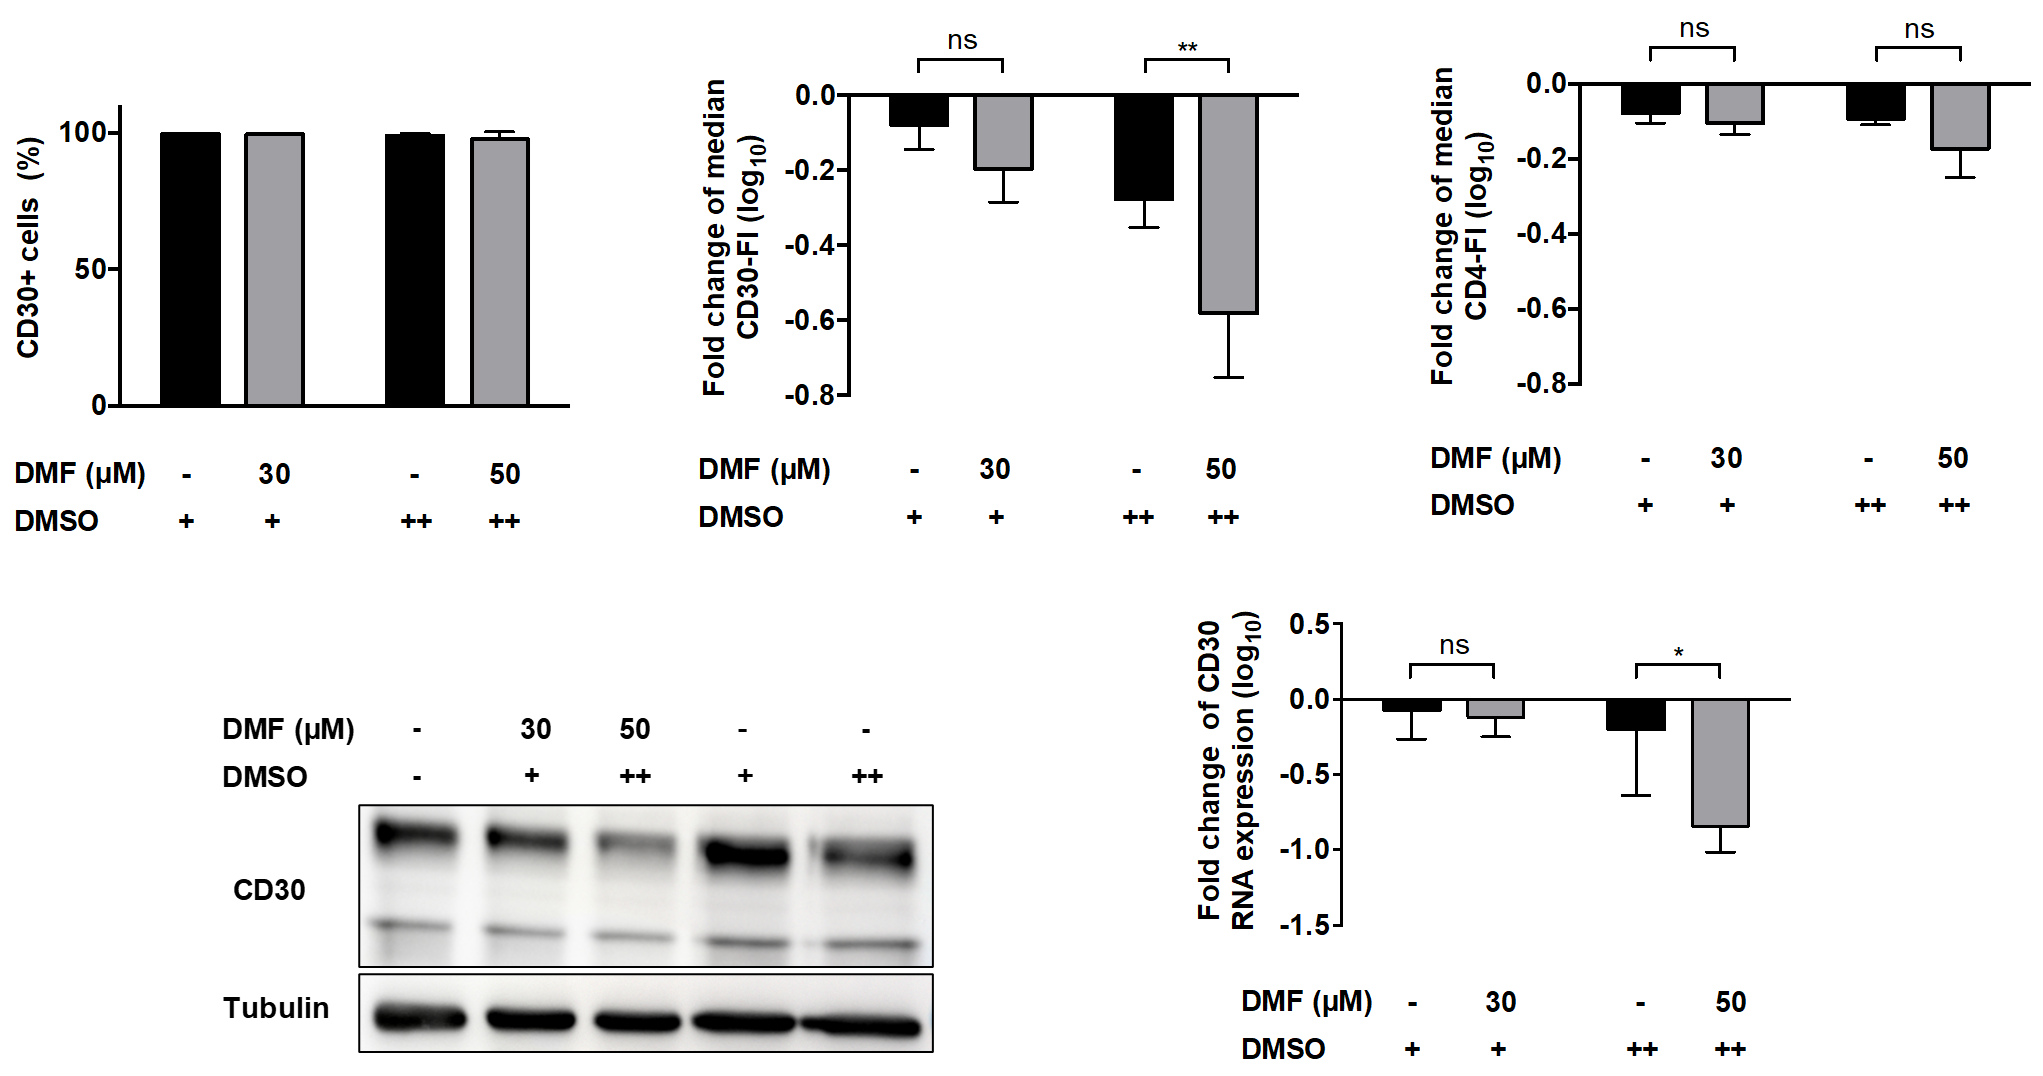 CD30+ cells (%)
100
50
0
DMF (µM) - 30 - 50
DMSO + + ++ ++
Fold change of median
CD30-FI (log10)
ns **
0.0
-0.2
-0.4
-0.6
-0.8
DMF (µM) - 30 - 50
DMSO + + ++ ++
Fold change of median
CD4-FI (log10)
ns ns
0.0
-0.2
-0.4
-0.6
-0.8
DMF (µM) - 30 - 50
DMSO + + ++ ++
DMF (µM) - 30 50 - -
DMSO - + ++ + ++
CD30
Tubulin
Fold change of CD30
RNA expression (log10)
ns *
0.5
0.0
-0.5
-1.0
-1.5
DMF (µM) - 30 - 50
DMSO + + ++ ++